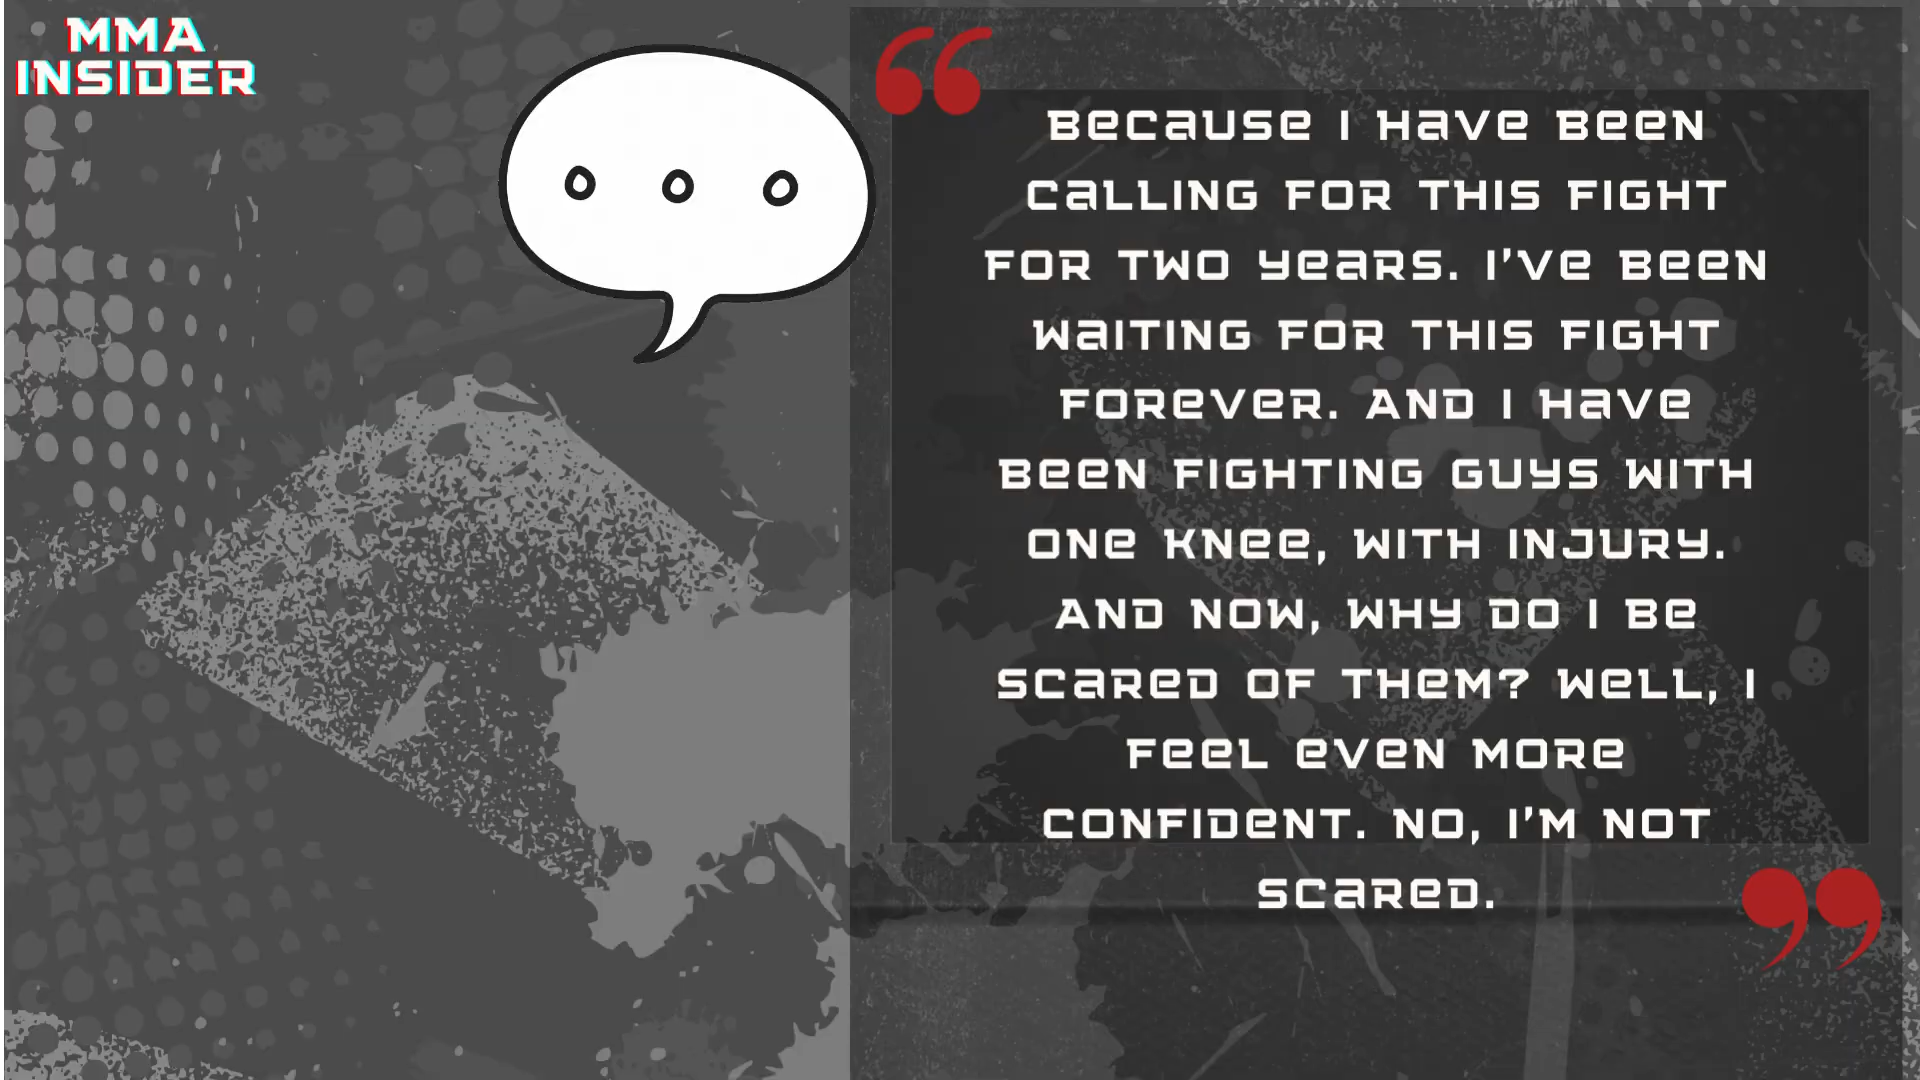 MMA
INSIDER
BECAUSE I HAVE BEEN
CALLING FOR THIS FIGHT
FOR TWO YEARS. I'VE BEEN
WAITING FOR THIS FIGHT
FOREVER. AND I HAVE
BEEN FIGHTING GUYS WITH
ONE KNEE, WITH INJURY.
AND NOW, WHY DO I BE
SCARED OF THEM? WELL, I
FEEL EVEN MORE
CONFIDENT. NO, I'M NOT
SCARED.